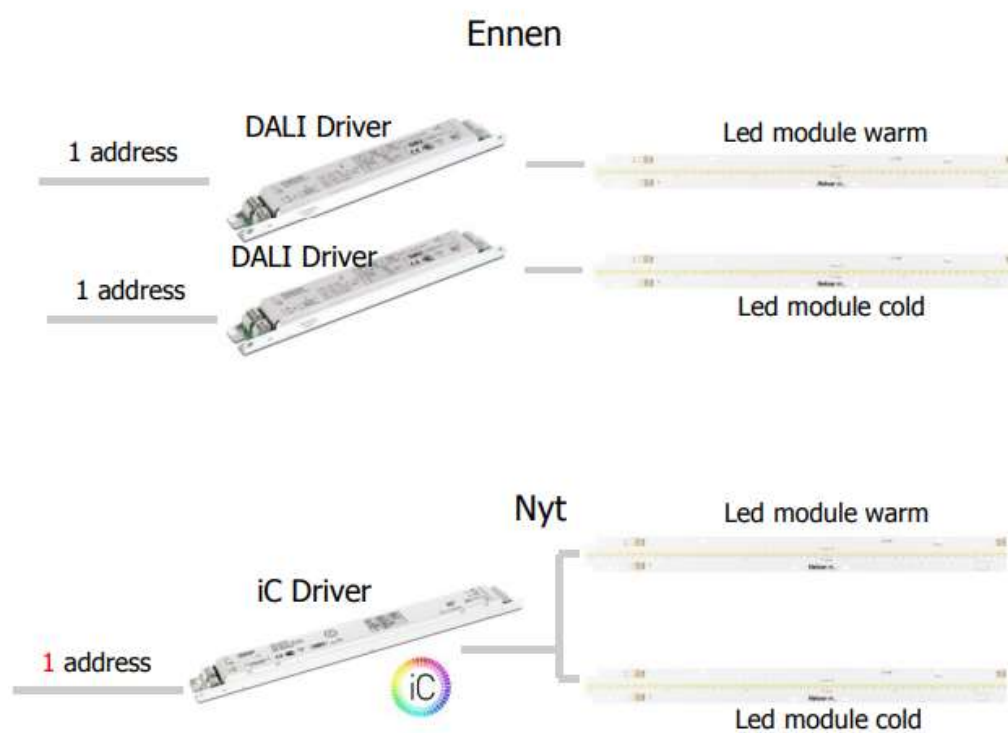 Ennen
DALI Driver
Led module warm
1 address
DALI Driver
1 address
Led module cold
Nyt
Led module warm
iC Driver
1 address
iC
Led module cold